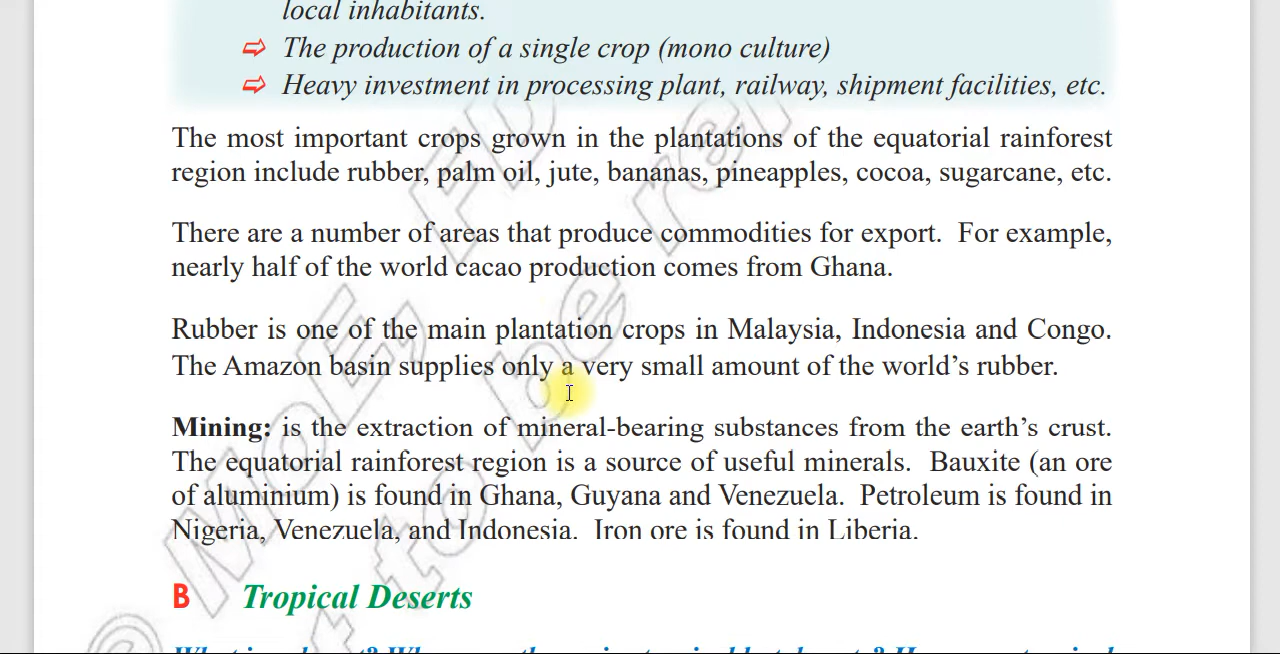 local inhabitants.
⇨ The production of a single crop (mono culture)
⇨ Heavy investment in processing plant, railway, shipment facilities, etc.
The most important crops grown in the plantations of the equatorial rainforest
region include rubber, palm oil, jute, bananas, pineapples, cocoa, sugarcane, etc.
There are a number of areas that produce commodities for export. For example,
nearly half of the world cacao production comes from Ghana.
Rubber is one of the main plantation crops in Malaysia, Indonesia and Congo.
The Amazon basin supplies only a very small amount of the world’s rubber.
Mining: is the extraction of mineral-bearing substances from the earth’s crust.
The equatorial rainforest region is a source of useful minerals. Bauxite (an ore
of aluminium) is found in Ghana, Guyana and Venezuela. Petroleum is found in
Nigeria, Venezuela, and Indonesia. Iron ore is found in Liberia.
B Tropical Deserts
© MoE, FD
t to be re